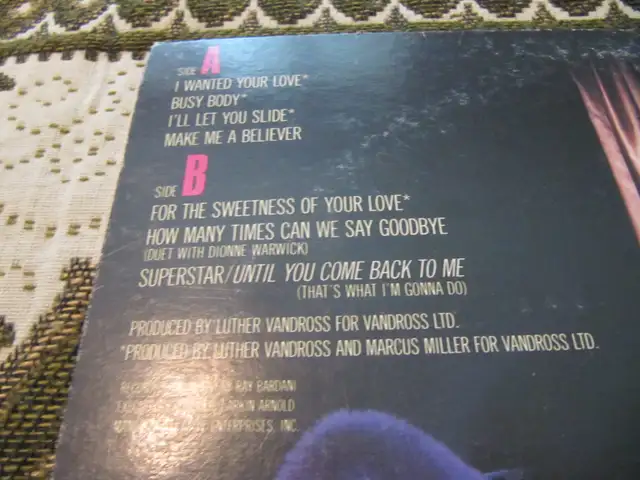 SIDE A
I WANTED YOUR LOVE*
BUSY BODY*
I'LL LET YOU SLIDE*
MAKE ME A BELIEVER
SIDE B
FOR THE SWEETNESS OF YOUR LOVE*
HOW MANY TIMES CAN WE SAY GOODBYE
(DUET WITH DIONNE WARWICK)
SUPERSTAR/UNTIL YOU COME BACK TO ME
(THAT'S WHAT I'M GONNA DO)
PRODUCED BY LUTHER VANDROSS FOR VANDROSS LTD.
*PRODUCED BY LUTHER VANDROSS AND MARCUS MILLER FOR VANDROSS LTD.
RAY BARDANI
LARKIN ARNOLD
ENTERPRISES, INC.